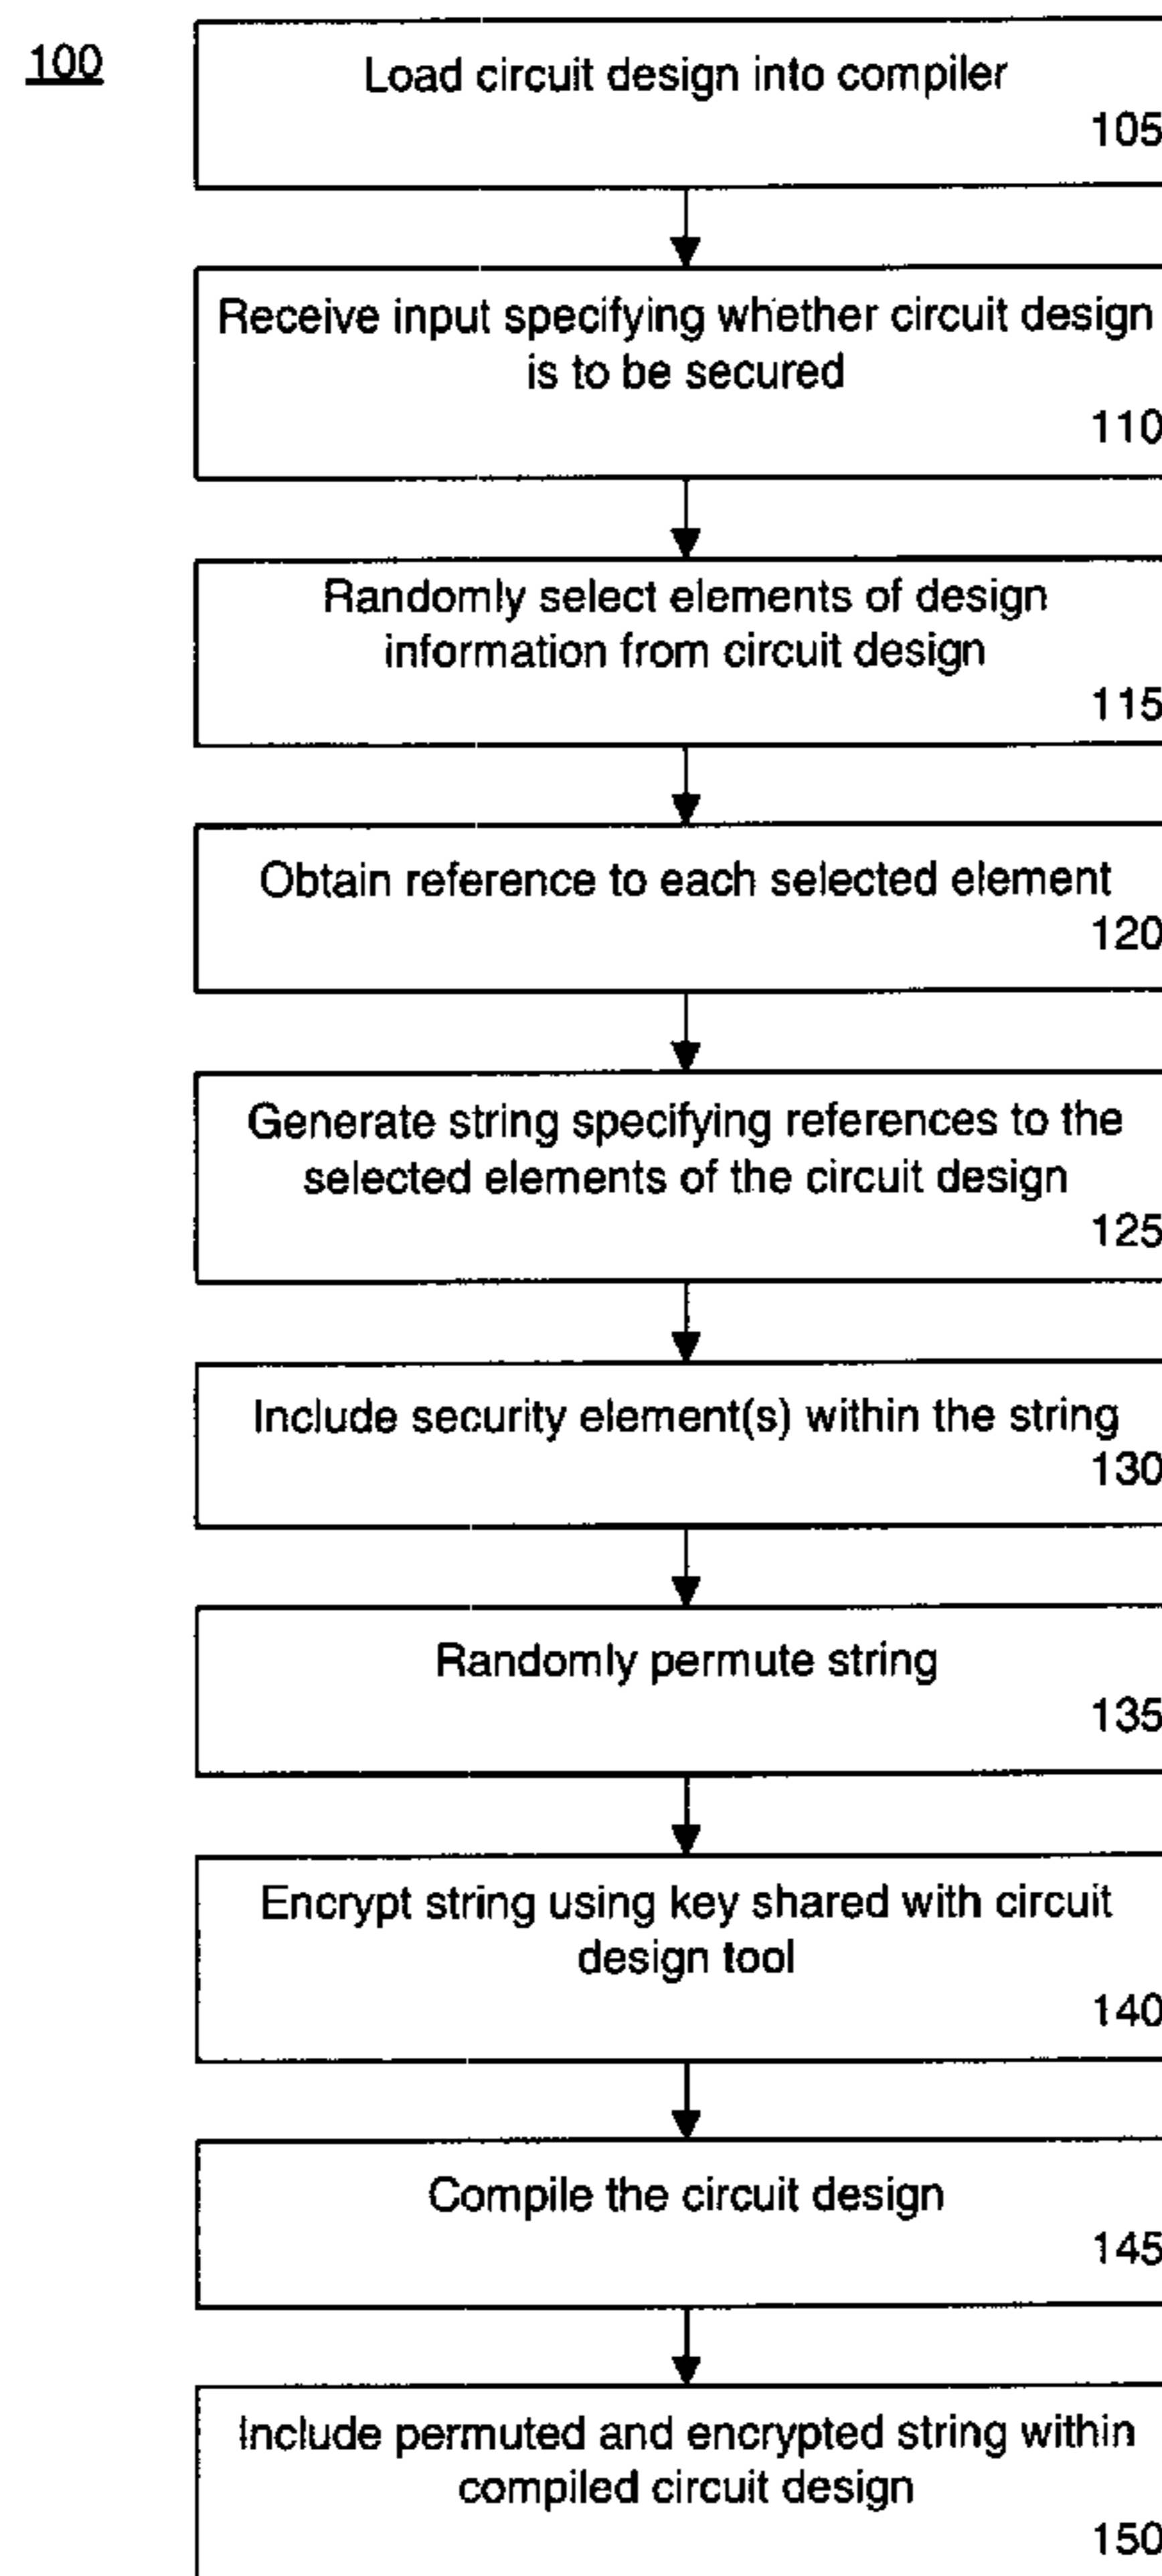 100
Load circuit design into compiler
105
Receive input specifying whether circuit design
is to be secured
110
Randomly select elements of design
information from circuit design
115
Obtain reference to each selected element
120
Generate string specifying references to the
selected elements of the circuit design
125
Include security element(s) within the string
130
Randomly permute string
135
Encrypt string using key shared with circuit
design tool
140
Compile the circuit design
145
Include permuted and encrypted string within
compiled circuit design
150